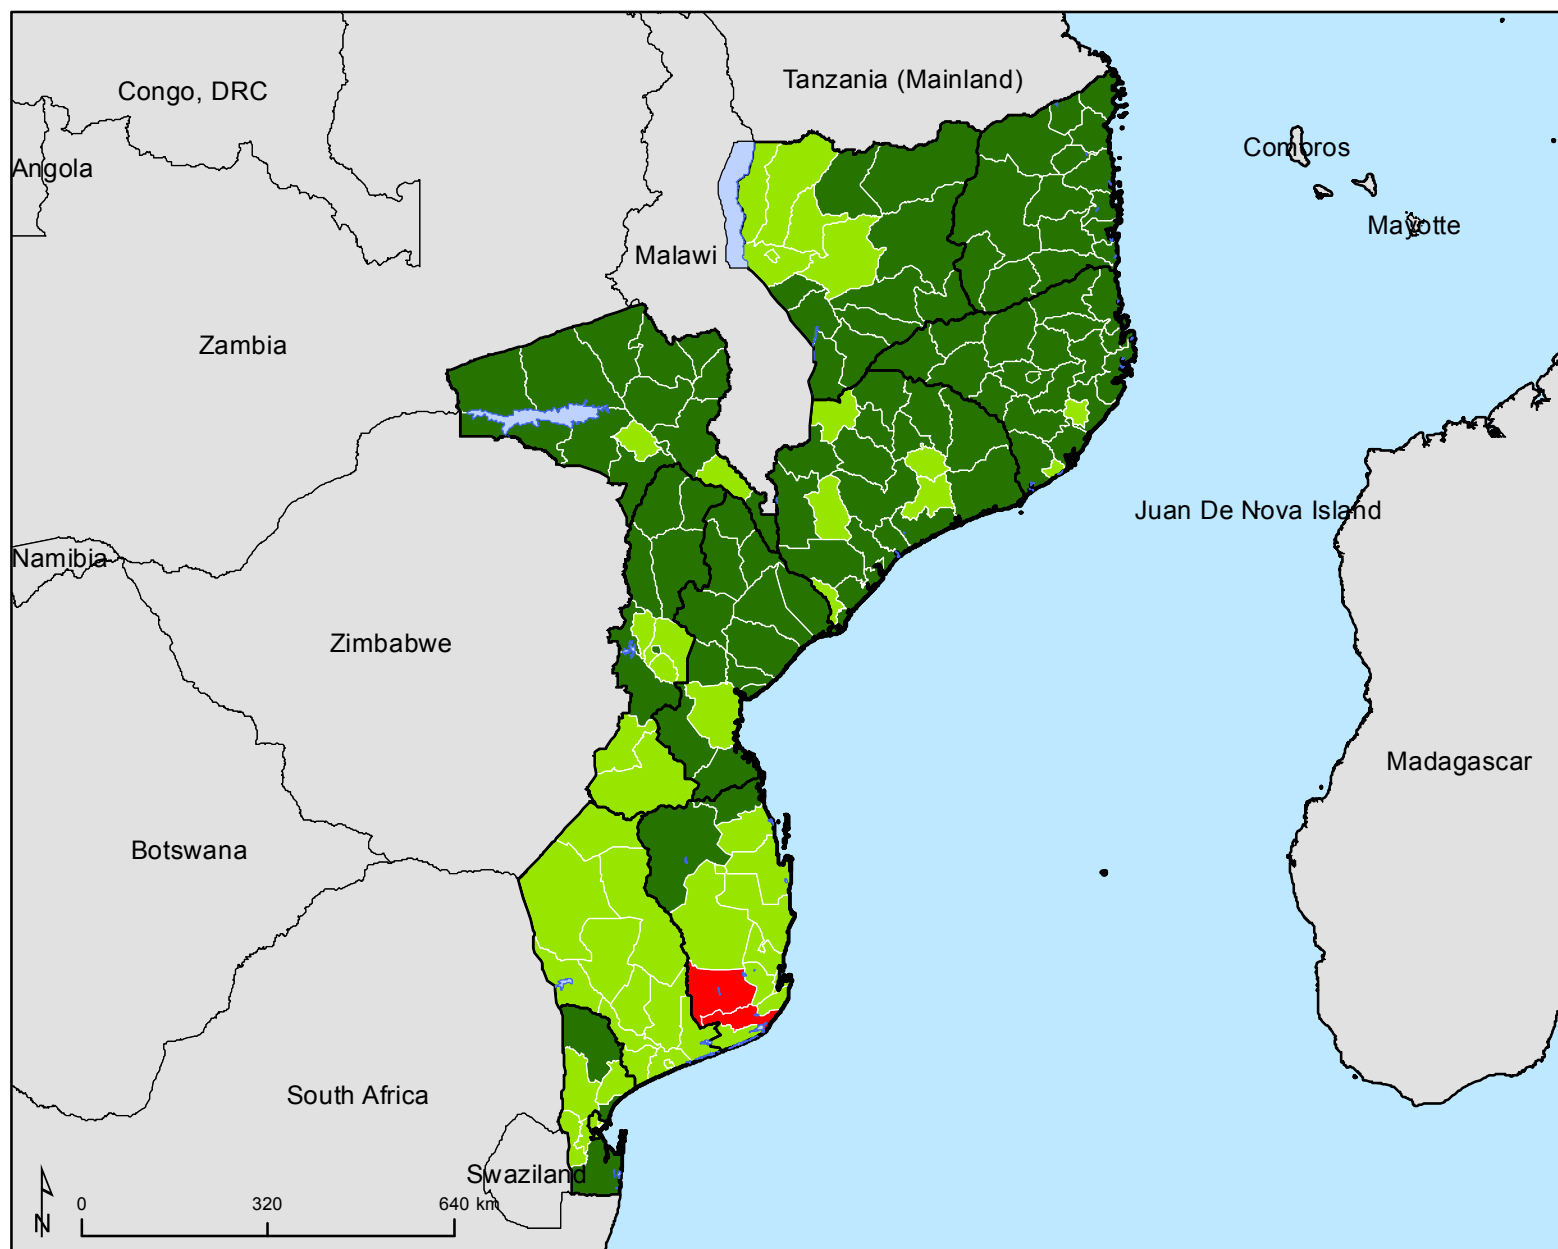 Tanzania (Mainland)
Congo, DRC
Comoros
Angola
Mayotte
Malawi
Zambia
Juan De Nova Island
Namibia
Zimbabwe
Madagascar
Botswana
South Africa
Swaziland
0 320 640 km
N